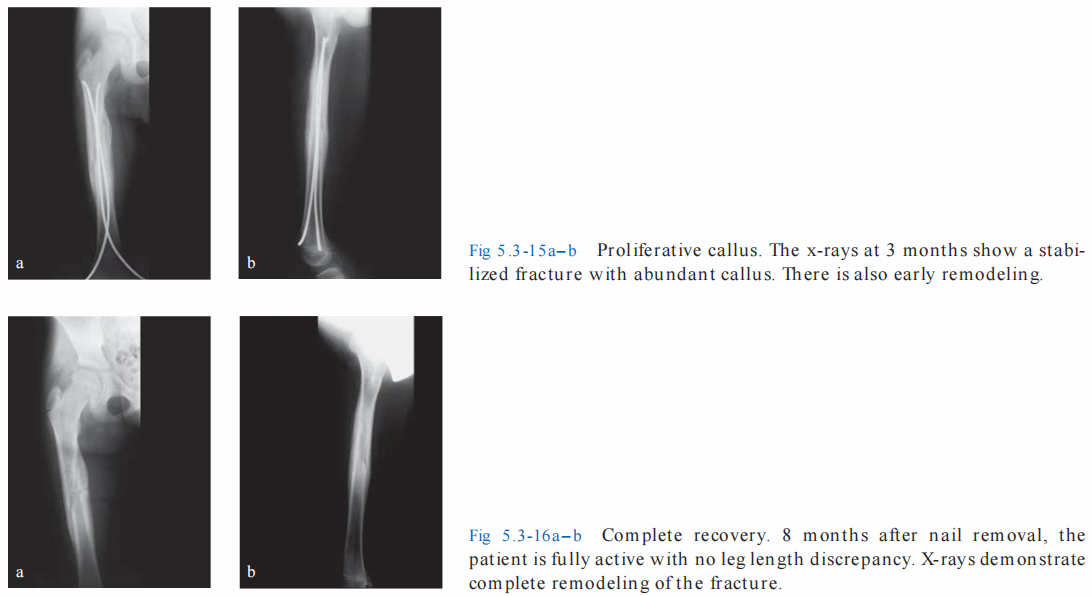 a
b
Fig 5.3-15a–b Proliferative callus. The x-rays at 3 months show a stabi-
lized fracture with abundant callus. There is also early remodeling.
a
b
Fig 5.3-16a–b Complete recovery. 8 months after nail removal, the
patient is fully active with no leg length discrepancy. X-rays demonstrate
complete remodeling of the fracture.